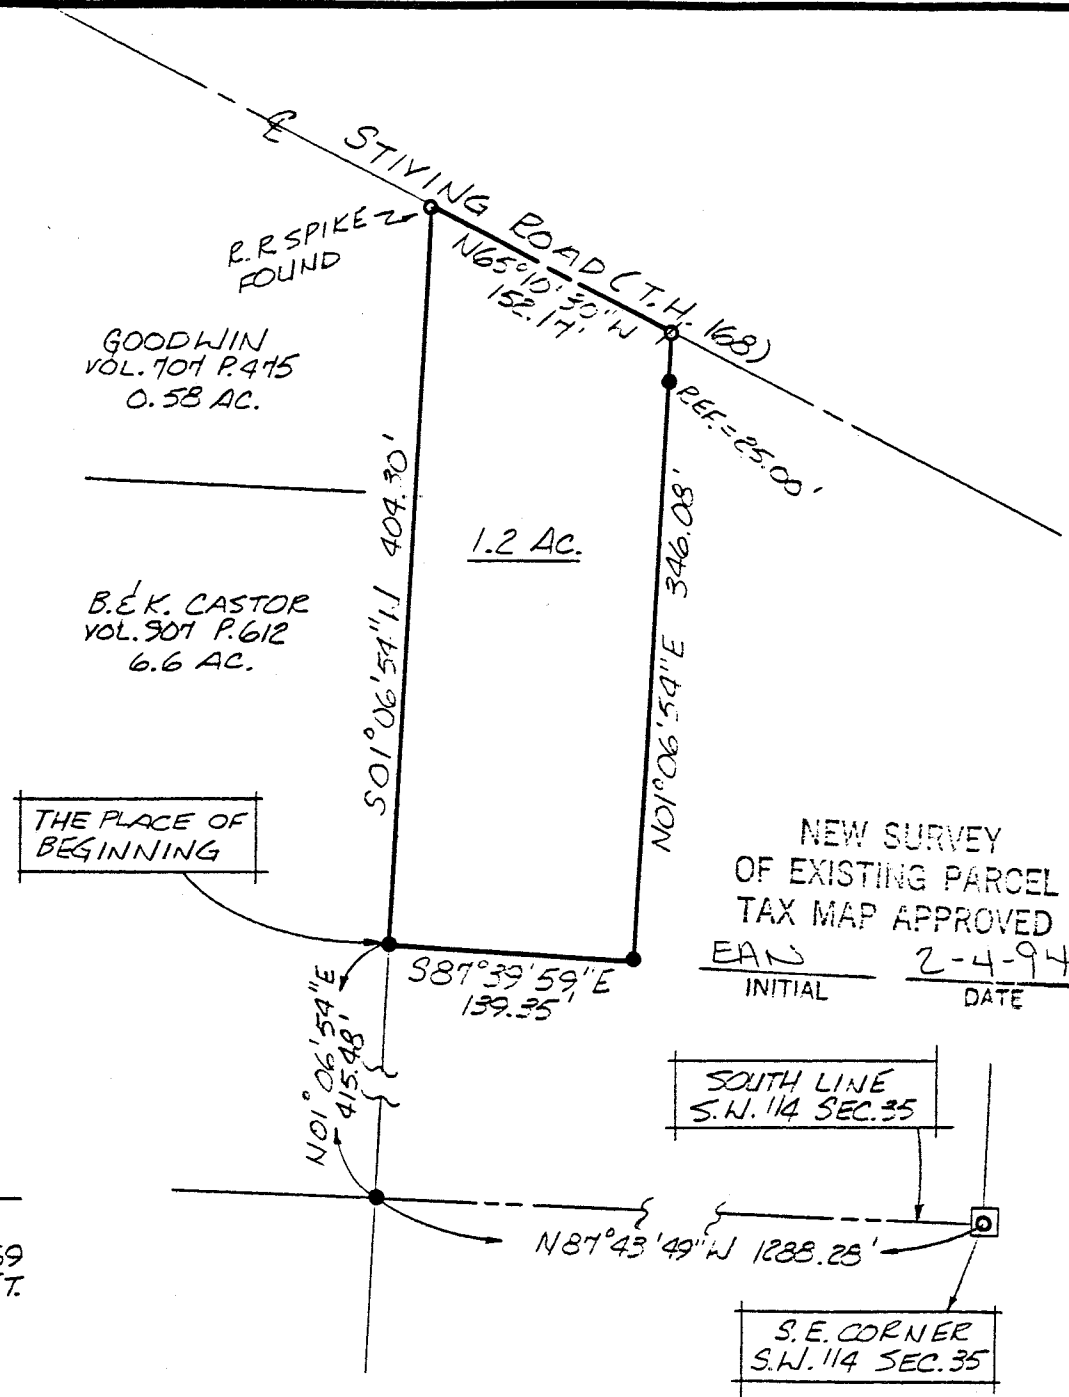 ℄ STIVING ROAD (T.H. 168)
R.R SPIKE
FOUND
N65°10'30"W
152.17'
GOODWIN
VOL. 707 P. 475
0.58 AC.
REF.=25.00'
S01°06'54"W 404.30'
1.2 AC.
N01°06'54"E 346.08'
B.&K. CASTOR
VOL. 907 P. 612
6.6 AC.
THE PLACE OF
BEGINNING
NEW SURVEY
OF EXISTING PARCEL
TAX MAP APPROVED
EAN 2-4-94
INITIAL DATE
S87°39'59"E
139.35'
N01°06'54"E
415.48'
SOUTH LINE
S.W. 1/4 SEC. 35
N87°43'49"W 1288.28'
69
T.
S.E. CORNER
S.W. 1/4 SEC. 35